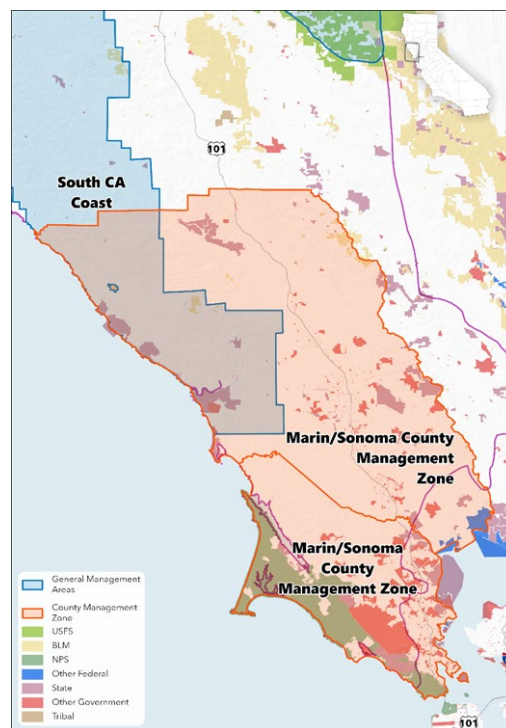 101
South CA
Coast
Marin/Sonoma County
Management
Zone
Marin/Sonoma
County
Management Zone
General Management
Areas
County Management
Zone
USFS
BLM
NPS
Other Federal
State
Other Government
Tribal
101